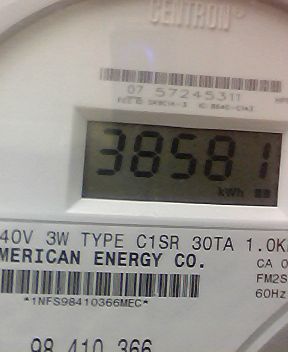 CENTRON®
07 57245311
38581
kWh
40V 3W TYPE C1SR 30TA 1.0K
MERICAN ENERGY CO.
CA 0
FM2S
*1NFS98410366MEC*
60Hz
98 410 366